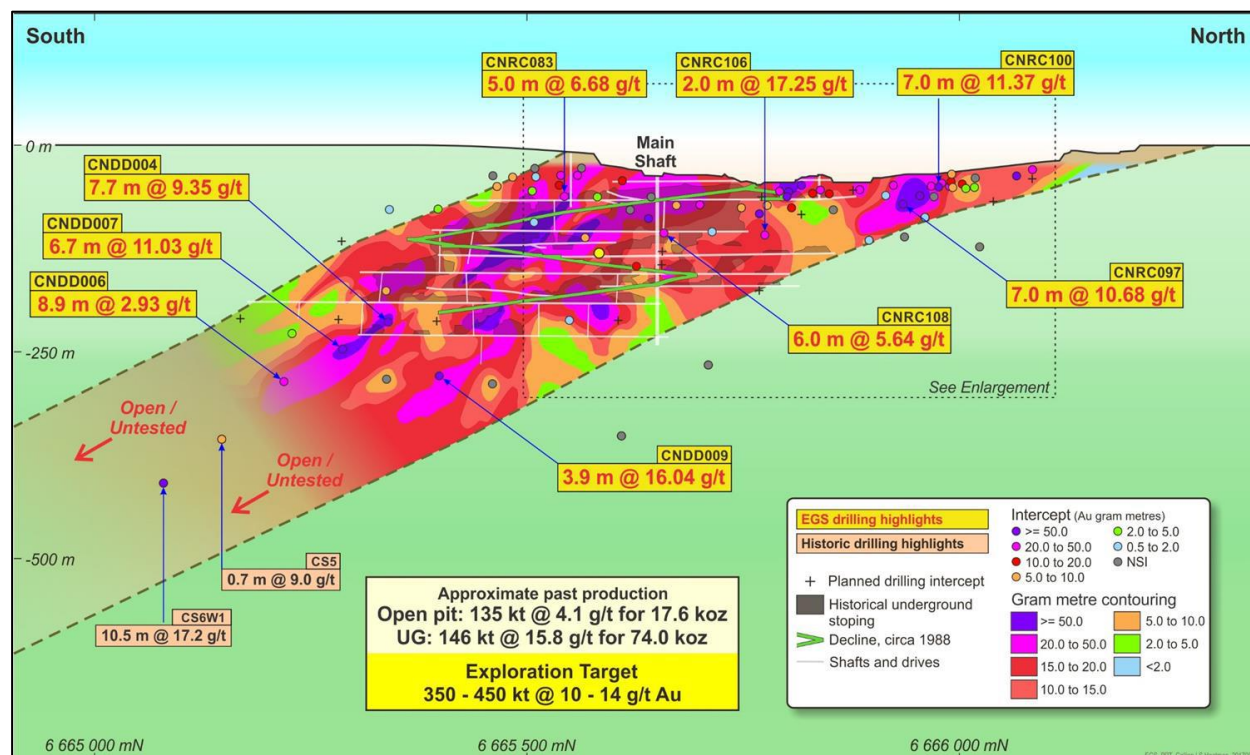 South
North
CNRC083
5.0 m @ 6.68 g/t
CNRC106
2.0 m @ 17.25 g/t
CNRC100
7.0 m @ 11.37 g/t
0 m
Main
Shaft
CNDD004
7.7 m @ 9.35 g/t
CNDD007
6.7 m @ 11.03 g/t
CNDD006
8.9 m @ 2.93 g/t
CNRC097
7.0 m @ 10.68 g/t
CNRC108
6.0 m @ 5.64 g/t
-250 m
See Enlargement
Open /
Untested
Open /
Untested
CNDD009
3.9 m @ 16.04 g/t
-500 m
CS5
0.7 m @ 9.0 g/t
CS6W1
10.5 m @ 17.2 g/t
Approximate past production
Open pit: 135 kt @ 4.1 g/t for 17.6 koz
UG: 146 kt @ 15.8 g/t for 74.0 koz
Exploration Target
350 - 450 kt @ 10 - 14 g/t Au
EGS drilling highlights
Historic drilling highlights
+ Planned drilling intercept
Historical underground
stoping
Decline, circa 1988
Shafts and drives
Intercept (Au gram metres)
>= 50.0
20.0 to 50.0
10.0 to 20.0
5.0 to 10.0
2.0 to 5.0
0.5 to 2.0
NSI
Gram metre contouring
>= 50.0
20.0 to 50.0
15.0 to 20.0
10.0 to 15.0
5.0 to 10.0
2.0 to 5.0
<2.0
6 665 000 mN
6 665 500 mN
6 666 000 mN